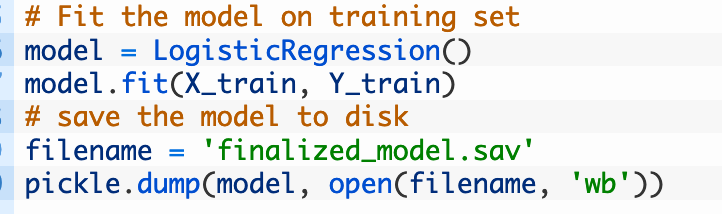 # Fit the model on training set
model = LogisticRegression()
model.fit(X_train, Y_train)
# save the model to disk
filename = 'finalized_model.sav'
pickle.dump(model, open(filename, 'wb'))